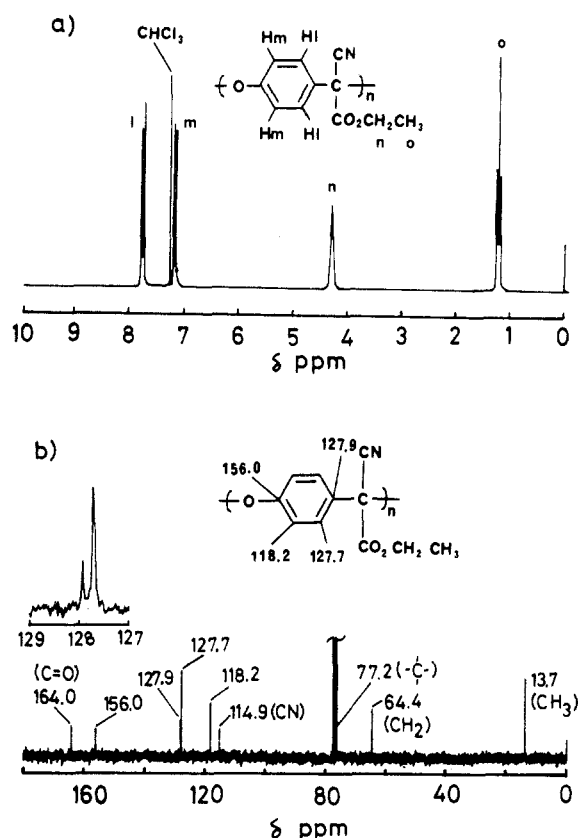 a)
CHCl3
Hm Hl CN
( O C )n
Hm Hl CO2CH2CH3
n o
l m n o
10 9 8 7 6 5 4 3 2 1 0
δ ppm
b)
156.0 127.9 CN
( O C )n
118.2 127.7 CO2CH2CH3
129 128 127
(C=O)
164.0
156.0
127.9
127.7
118.2
114.9(CN)
77.2(-C-)
64.4
(CH2)
13.7
(CH3)
160 120 80 40 0
δ ppm